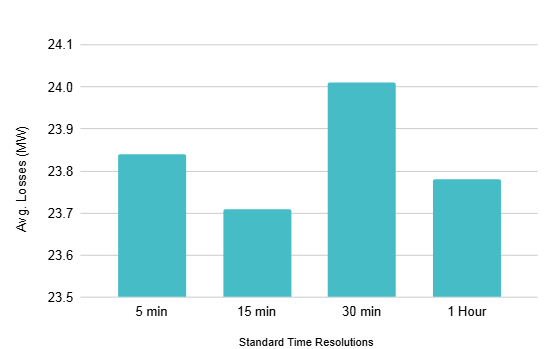 24.1
24.0
23.9
23.8
23.7
23.6
23.5
Avg. Losses (MW)
5 min
15 min
30 min
1 Hour
Standard Time Resolutions